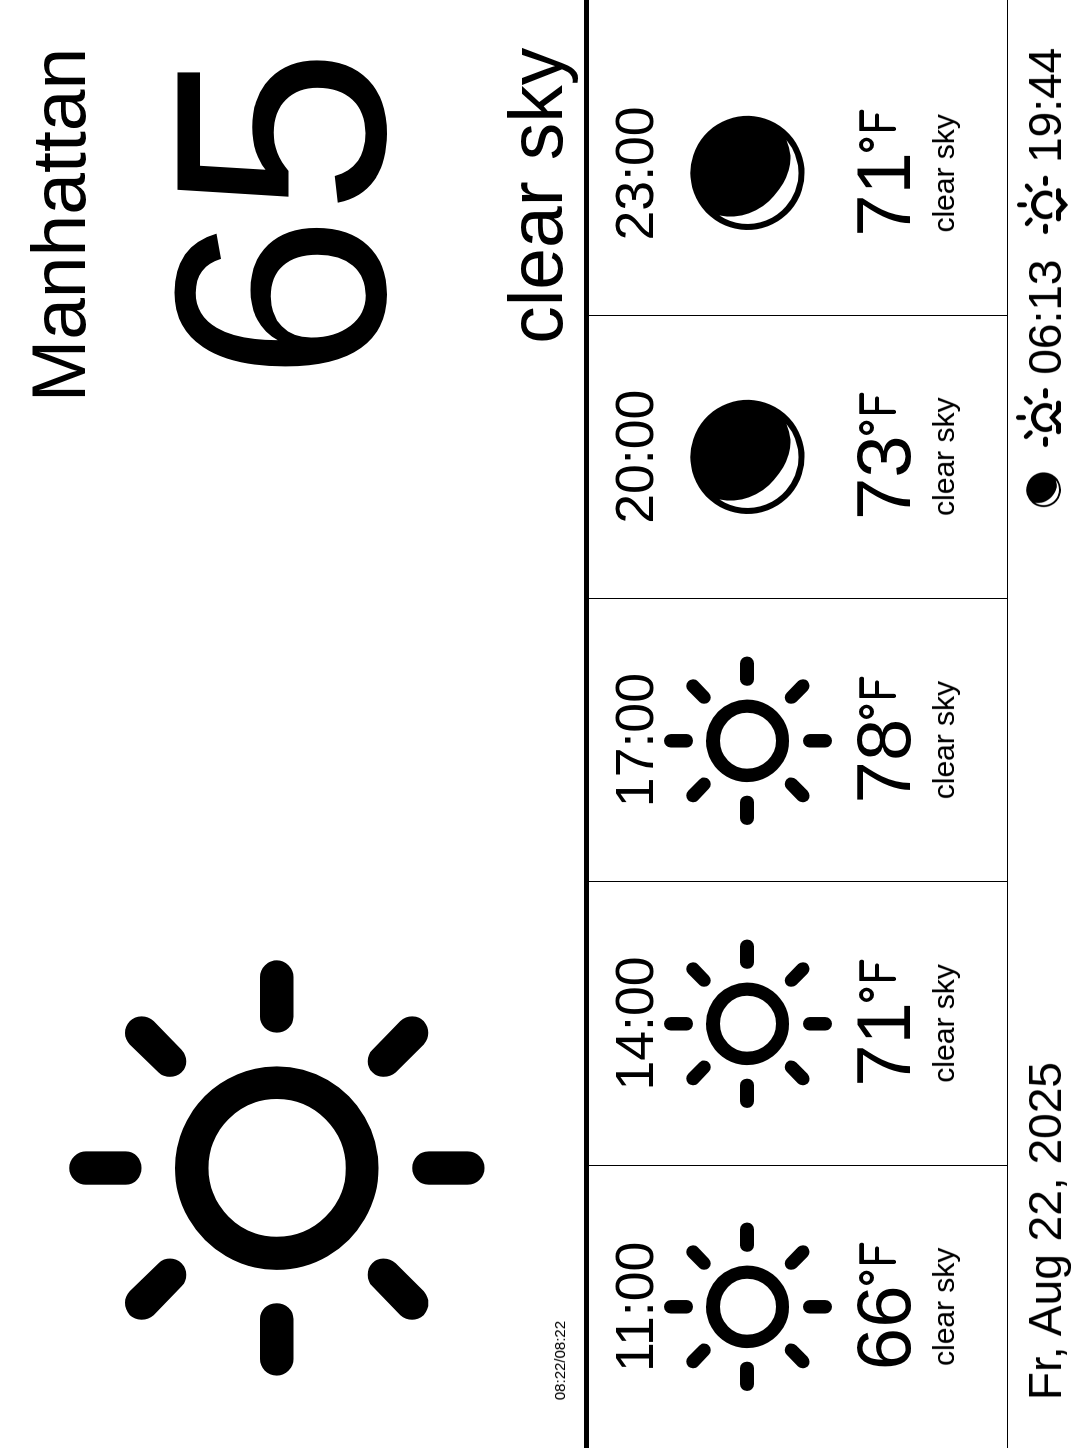 Manhattan
65
clear sky
08:22/08:22
11:00 14:00 17:00 20:00 23:00
66°F 71°F 78°F 73°F 71°F
clear sky clear sky clear sky clear sky clear sky
Fr, Aug 22, 2025 06:13 19:44